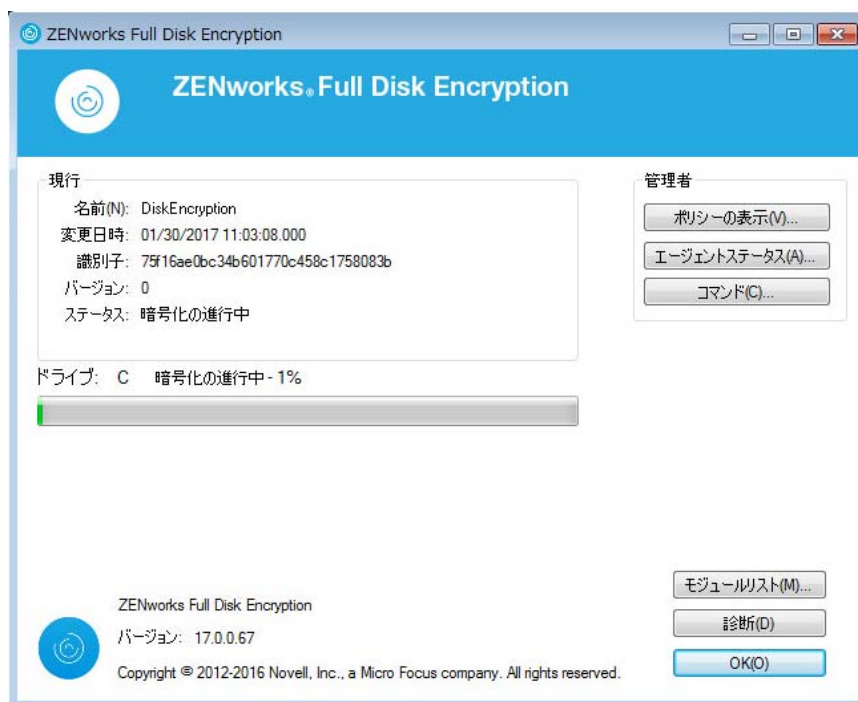 ZENworks Full Disk Encryption
ZENworks® Full Disk Encryption
現行
名前(N): DiskEncryption
変更日時: 01/30/2017 11:03:08.000
識別子: 75f16ae0bc34b601770c458c1758083b
バージョン: 0
ステータス: 暗号化の進行中
管理者
ポリシーの表示(V)...
エージェントステータス(A)...
コマンド(C)...
ドライブ: C 暗号化の進行中 - 1%
モジュールリスト(M)...
診断(D)
OK(O)
ZENworks Full Disk Encryption
バージョン: 17.0.0.67
Copyright © 2012-2016 Novell, Inc., a Micro Focus company. All rights reserved.